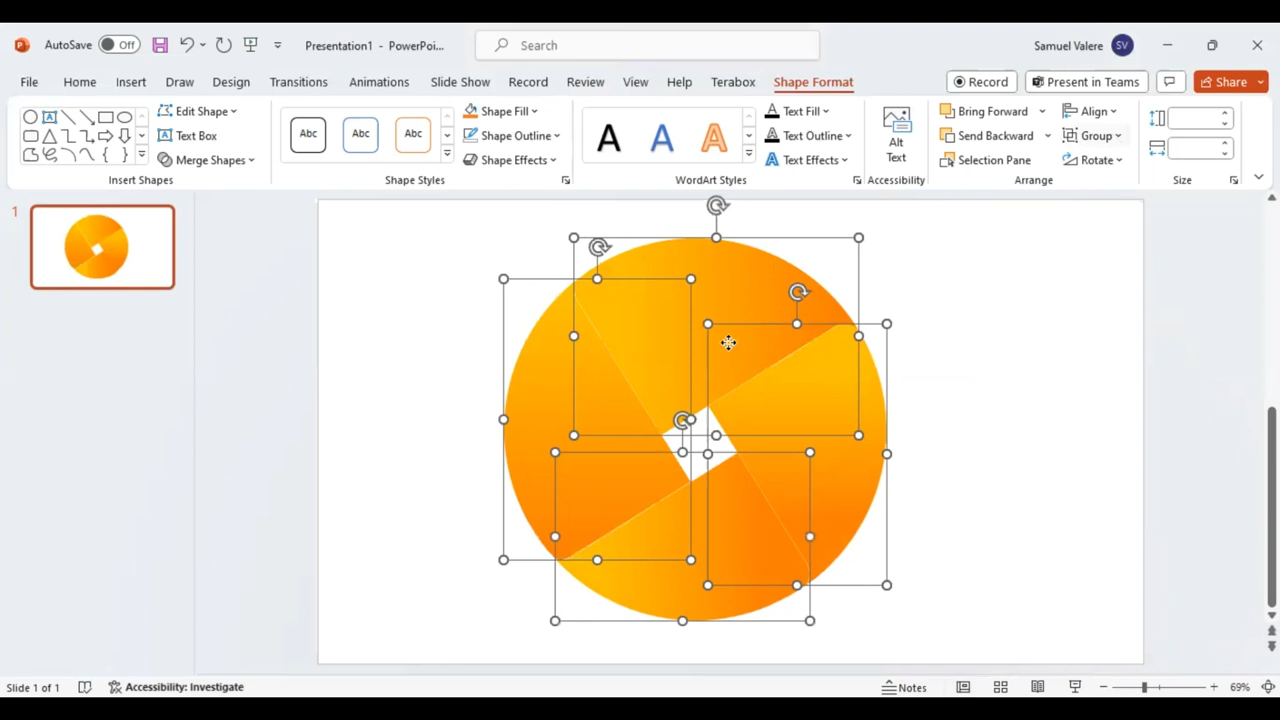 AutoSave Off Presentation1 - PowerPoi... Search Samuel Valere SV
File Home Insert Draw Design Transitions Animations Slide Show Record Review View Help Terabox Shape Format Record Present in Teams Share
Edit Shape Abc Abc Abc Shape Fill A A A Text Fill Alt Text Bring Forward Align
Text Box Shape Outline Text Outline Send Backward Group
Merge Shapes Shape Effects Text Effects Selection Pane Rotate
Insert Shapes Shape Styles WordArt Styles Accessibility Arrange Size
1
Slide 1 of 1 Accessibility: Investigate Notes 69%